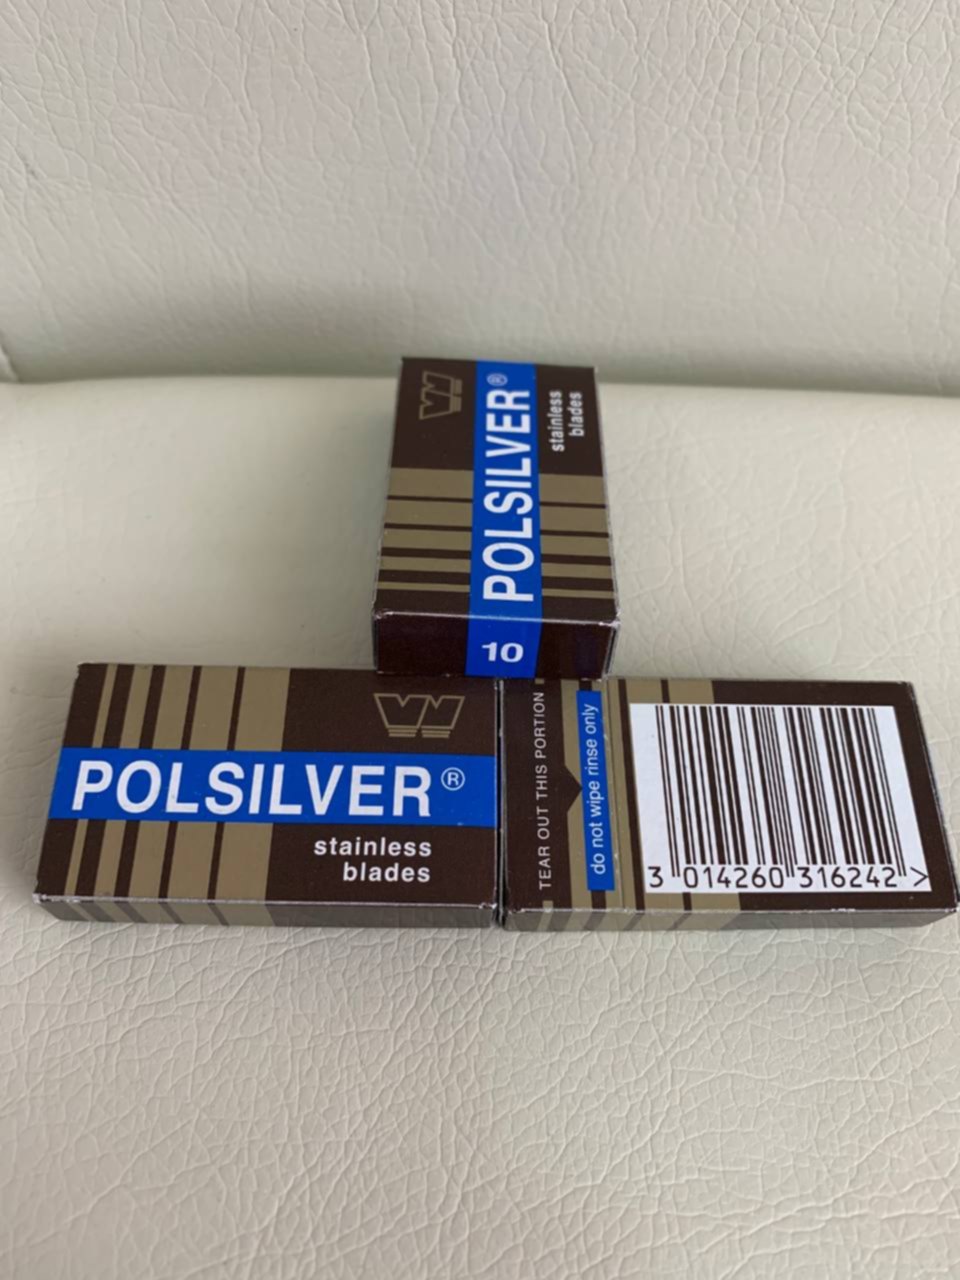 POLSILVER®
stainless
blades
10
POLSILVER®
stainless
blades
TEAR OUT THIS PORTION
do not wipe rinse only
3 014260 316242 >